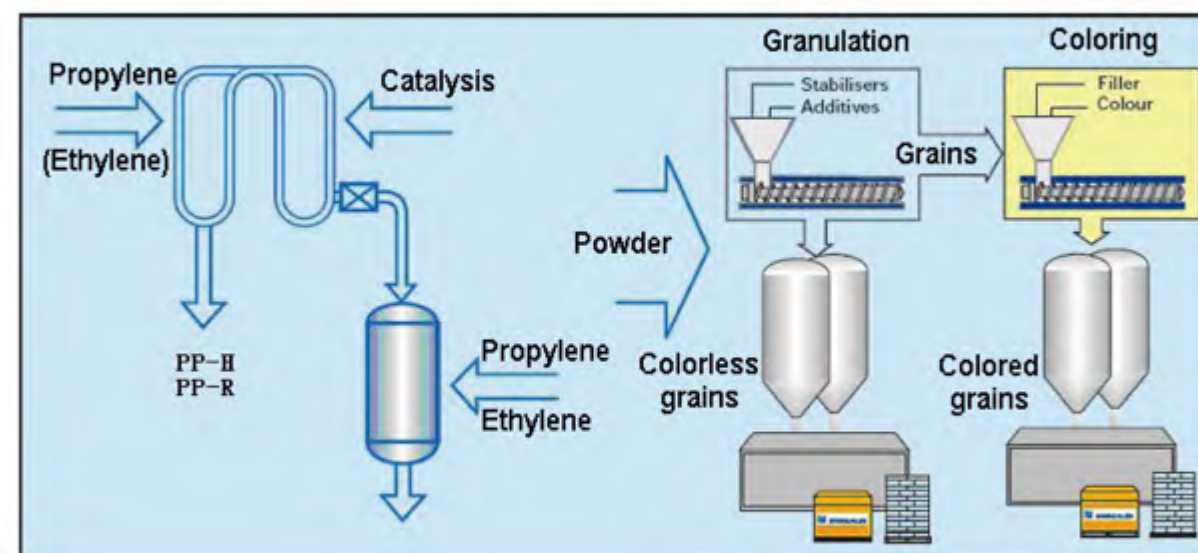 Propylene
(Ethylene)
Catalysis
PP-H
PP-R
Propylene
Ethylene
Powder
Granulation
Stabilisers
Additives
Grains
Colorless
grains
Coloring
Filler
Colour
Colored
grains